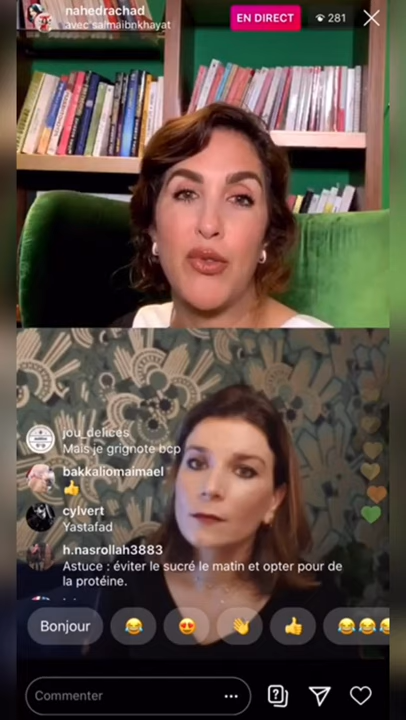 nahedrachad
avec salmaibnkhayat
EN DIRECT
281
jou_delices
Mais je grignote bcp
bakkaliomaimael
👍
cylvert
Yastafad
h.nasrollah3883
Astuce : éviter le sucré le matin et opter pour de
la protéine.
Bonjour 😂 😍 👋 👍 😂😂😂
Commenter